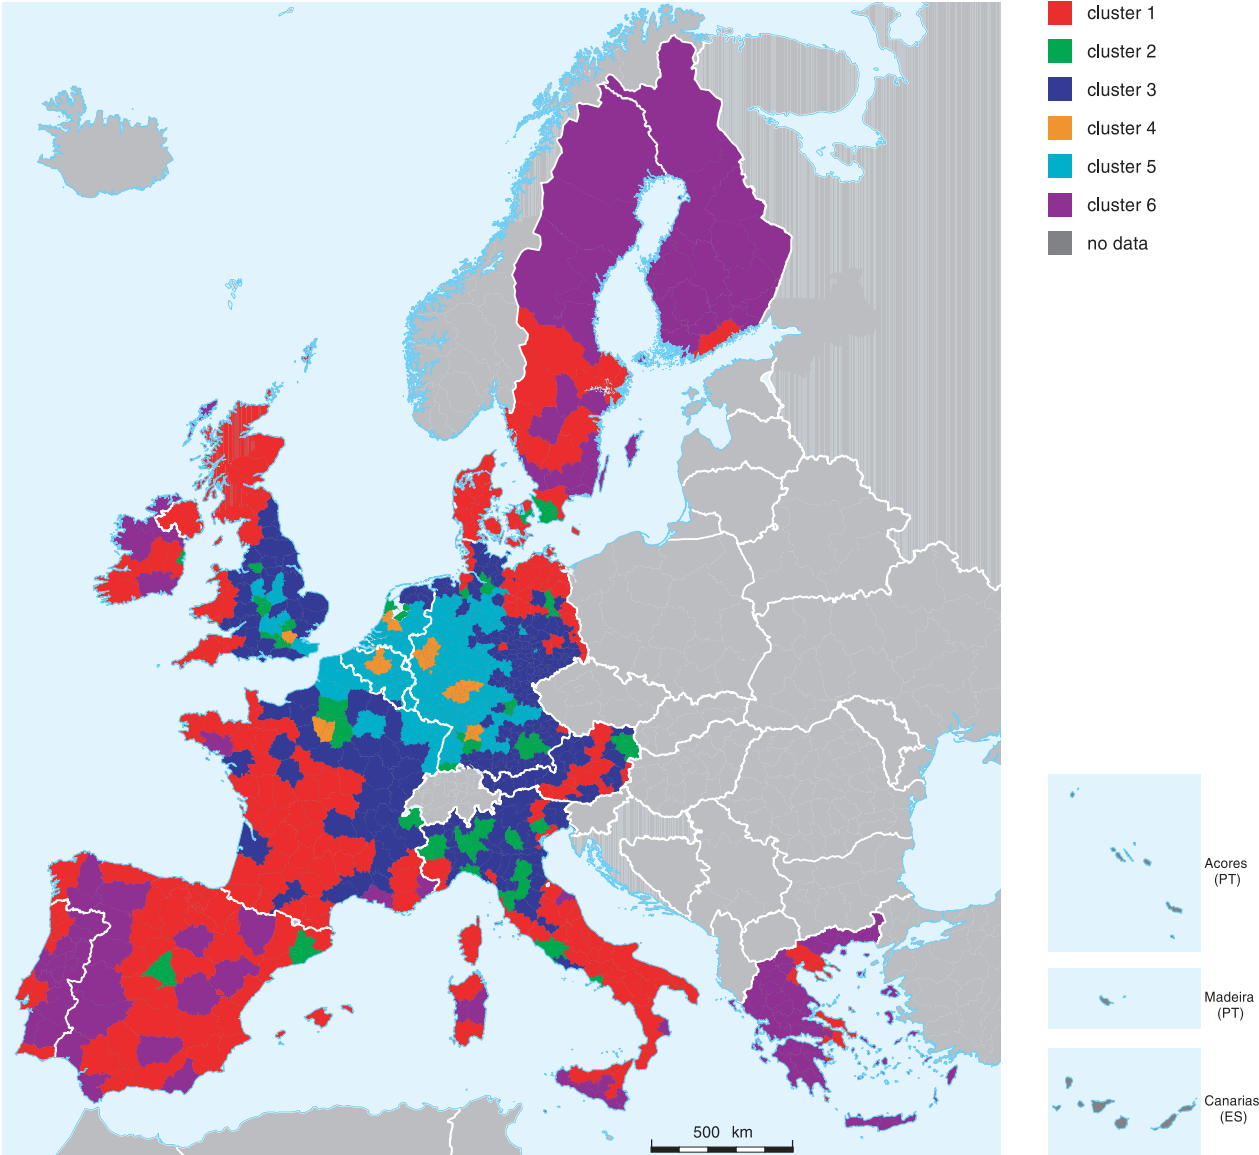 cluster 1
cluster 2
cluster 3
cluster 4
cluster 5
cluster 6
no data
Acores
(PT)
Madeira
(PT)
Canarias
(ES)
500 km